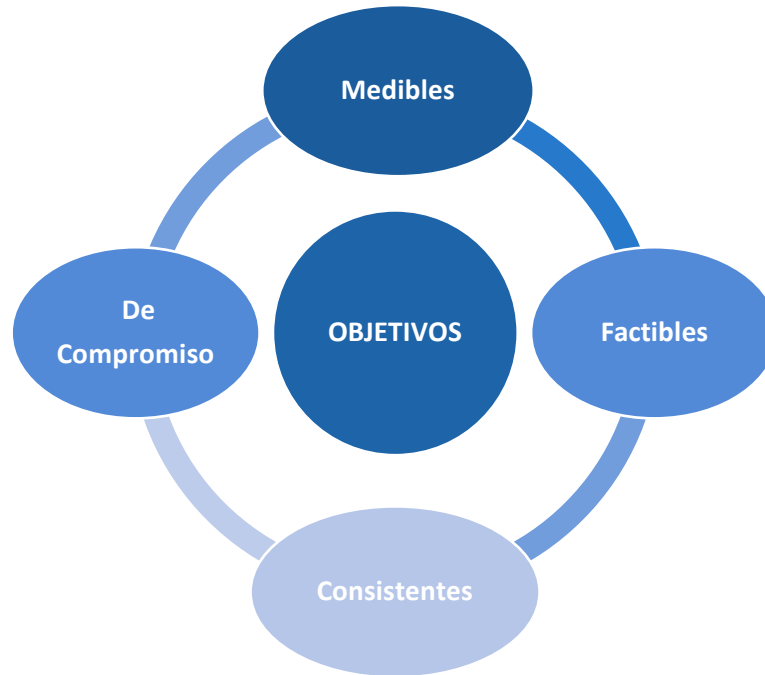 Medibles
De
Compromiso
OBJETIVOS
Factibles
Consistentes